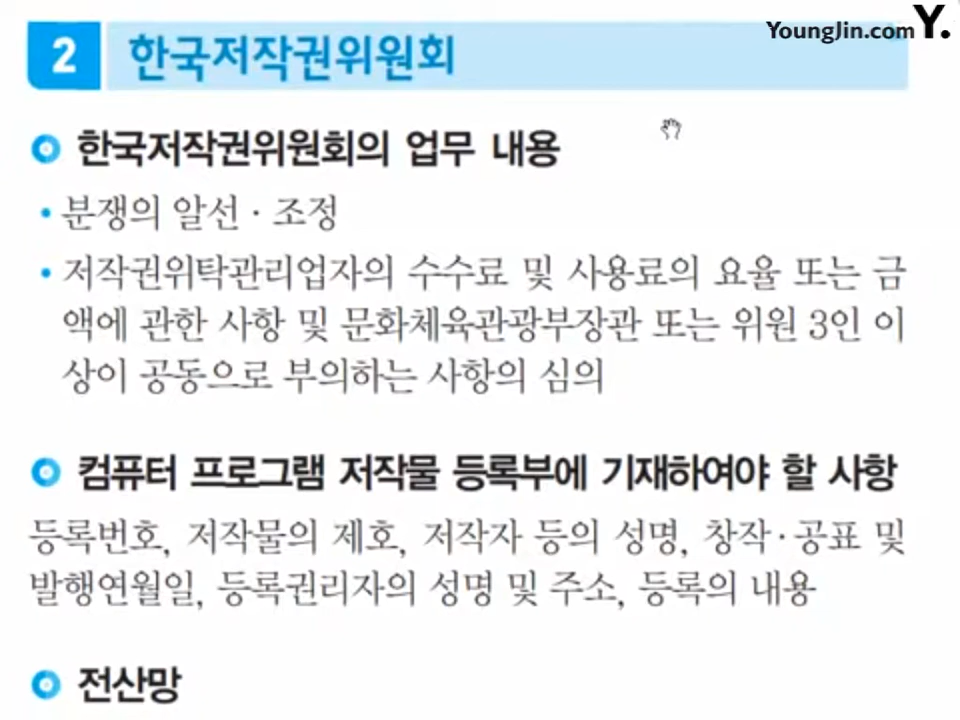 YoungJin.com Y.
2 한국저작권위원회
한국저작권위원회의 업무 내용
• 분쟁의 알선 · 조정
• 저작권위탁관리업자의 수수료 및 사용료의 요율 또는 금
액에 관한 사항 및 문화체육관광부장관 또는 위원 3인 이
상이 공동으로 부의하는 사항의 심의
컴퓨터 프로그램 저작물 등록부에 기재하여야 할 사항
등록번호, 저작물의 제호, 저작자 등의 성명, 창작·공표 및
발행연월일, 등록권리자의 성명 및 주소, 등록의 내용
전산망